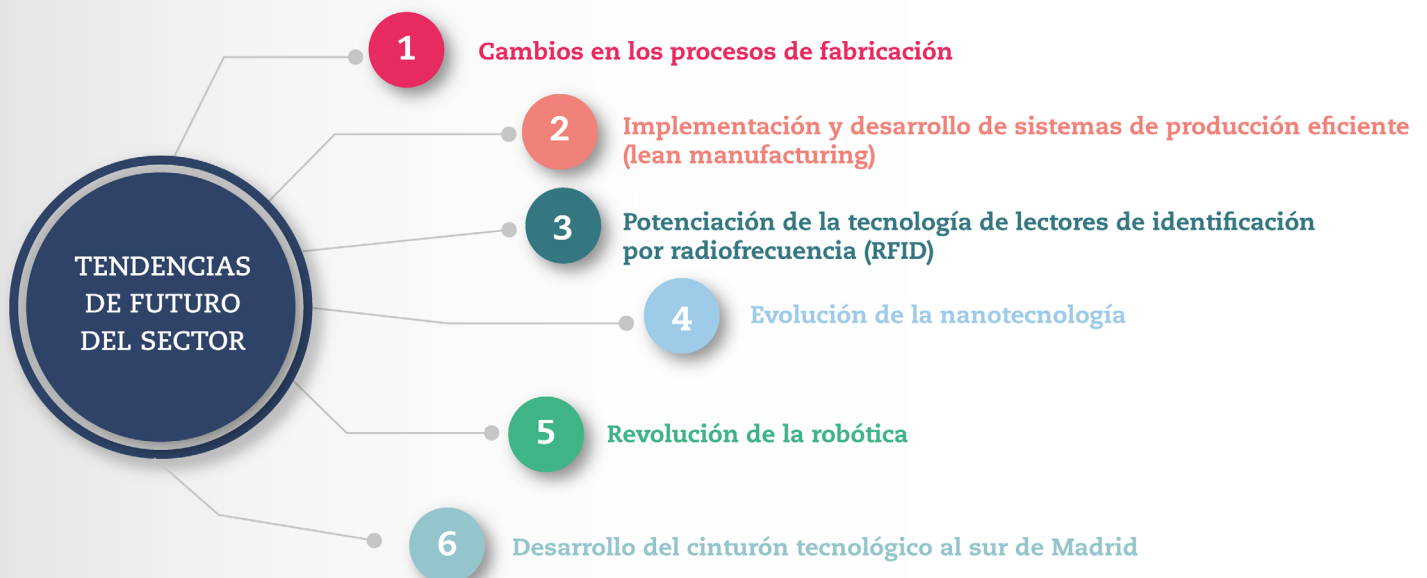 TENDENCIAS
DE FUTURO
DEL SECTOR
1
Cambios en los procesos de fabricación
2
Implementación y desarrollo de sistemas de producción eficiente
(lean manufacturing)
3
Potenciación de la tecnología de lectores de identificación
por radiofrecuencia (RFID)
4
Evolución de la nanotecnología
5
Revolución de la robótica
6
Desarrollo del cinturón tecnológico al sur de Madrid